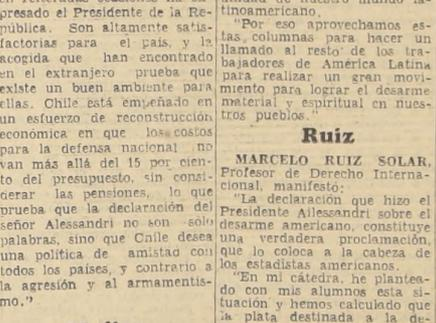 presado el Presidente de la Re-
pública. Son altamente satis-
factorias para el país, y la
acogida que han encontrado
en el extranjero prueba que
existe un buen ambiente para
ellas. Chile está empeñado en
un esfuerzo de reconstrucción
económica en que los costos
para la defensa nacional no
van más allá del 15 por cien-
to del presupuesto, sin consi-
derar las pensiones, lo que
prueba que la declaración del
señor Alessandri no son sólo
palabras, sino que Chile desea
una política de amistad con
todos los países, y contrario a
la agresión y al armamentis-
mo."
tinoamericano.
"Por eso aprovechamos es-
tas columnas para hacer un
llamado al resto de los tra-
bajadores de América Latina
para realizar un gran movi-
miento para lograr el desarme
material y espiritual en nues-
tros pueblos."
Ruiz
MARCELO RUIZ SOLAR,
Profesor de Derecho Interna-
cional, manifestó:
"La declaración que hizo el
Presidente Allessandri sobre el
desarme americano, constituye
una verdadera proclamación,
que lo coloca a la cabeza de
los estadistas americanos.
"En mi cátedra, he plantea-
do con mis alumnos esta si-
tuación y hemos calculado que
la plata destinada a la de-